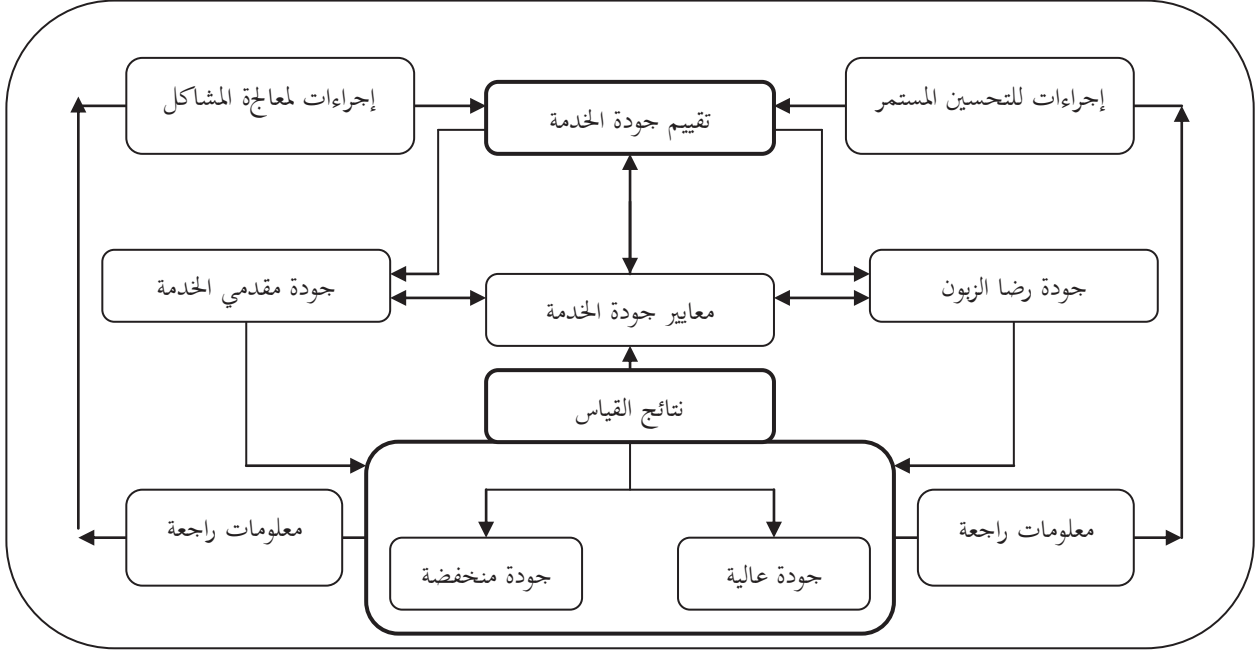 إجراءات للتحسين المستمر
تقييم جودة الخدمة
إجراءات لمعالجة المشاكل
جودة رضا الزبون
معايير جودة الخدمة
جودة مقدمي الخدمة
نتائج القياس
معلومات راجعة
معلومات راجعة
جودة عالية
جودة منخفضة